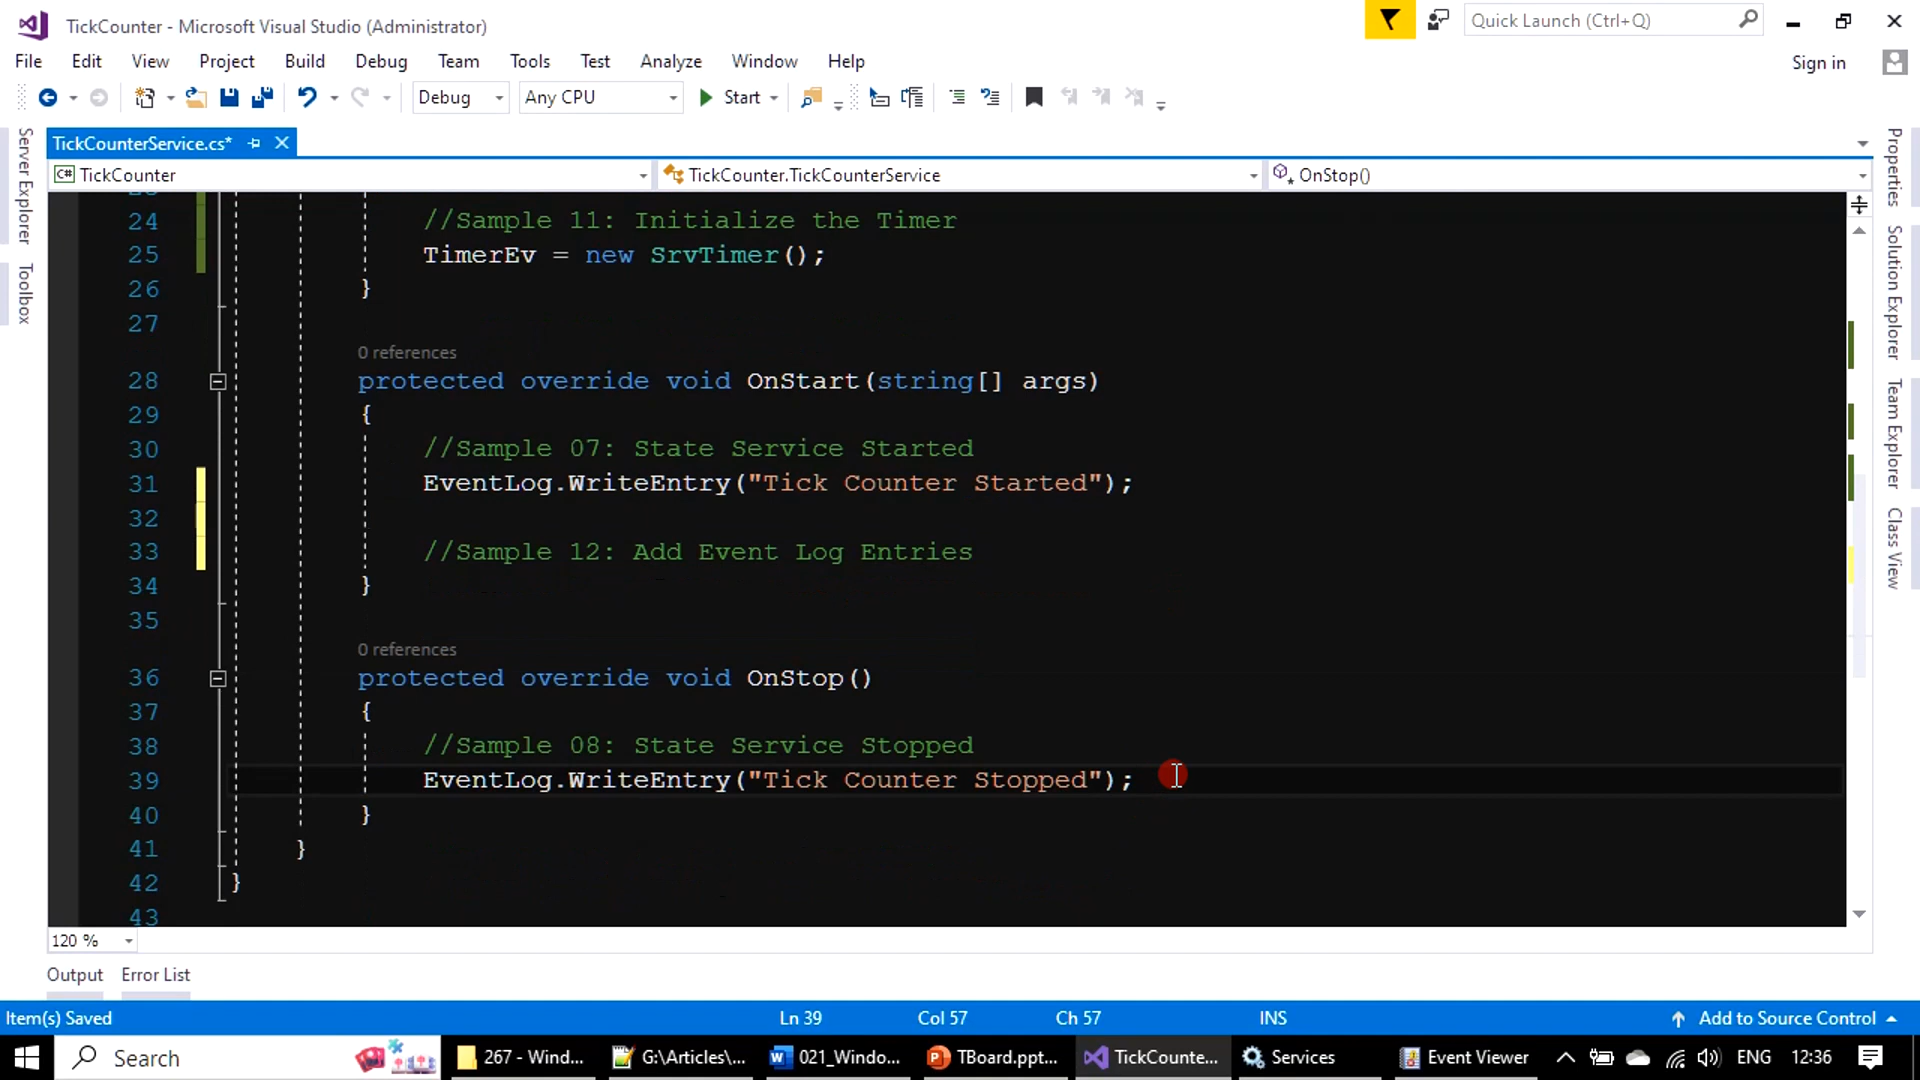 TickCounter - Microsoft Visual Studio (Administrator)
Quick Launch (Ctrl+Q)
File Edit View Project Build Debug Team Tools Test Analyze Window Help
Sign in
Debug Any CPU Start
TickCounterService.cs*
TickCounter TickCounter.TickCounterService OnStop()
Server Explorer
Toolbox
Properties
Solution Explorer
Team Explorer
Class View
24 //Sample 11: Initialize the Timer
25 TimerEv = new SrvTimer();
26 }
27
0 references
28 protected override void OnStart(string[] args)
29 {
30 //Sample 07: State Service Started
31 EventLog.WriteEntry("Tick Counter Started");
32
33 //Sample 12: Add Event Log Entries
34 }
35
0 references
36 protected override void OnStop()
37 {
38 //Sample 08: State Service Stopped
39 EventLog.WriteEntry("Tick Counter Stopped");
40 }
41 }
42 }
43
120 %
Output Error List
Item(s) Saved Ln 39 Col 57 Ch 57 INS Add to Source Control
Search 267 - Wind... G:\Articles\... 021_Windo... TBoard.ppt... TickCounte... Services Event Viewer ENG 12:36